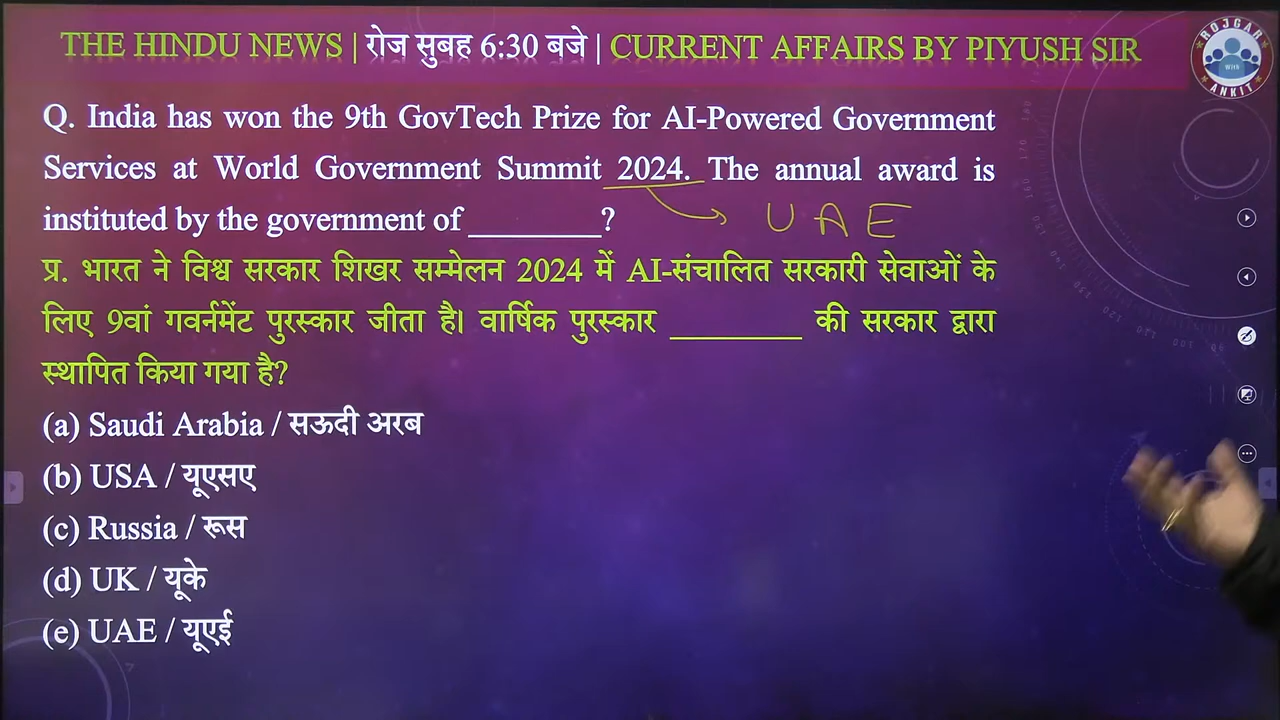 THE HINDU NEWS | रोज सुबह 6:30 बजे | CURRENT AFFAIRS BY PIYUSH SIR
ROJGAR
WITH
ANKIT
Q. India has won the 9th GovTech Prize for AI-Powered Government
Services at World Government Summit 2024. The annual award is
instituted by the government of ________?
UAE
प्र. भारत ने विश्व सरकार शिखर सम्मेलन 2024 में AI-संचालित सरकारी सेवाओं के
लिए 9वां गवर्नमेंट पुरस्कार जीता है। वार्षिक पुरस्कार ________ की सरकार द्वारा
स्थापित किया गया है?
(a) Saudi Arabia / सऊदी अरब
(b) USA / यूएसए
(c) Russia / रूस
(d) UK / यूके
(e) UAE / यूएई